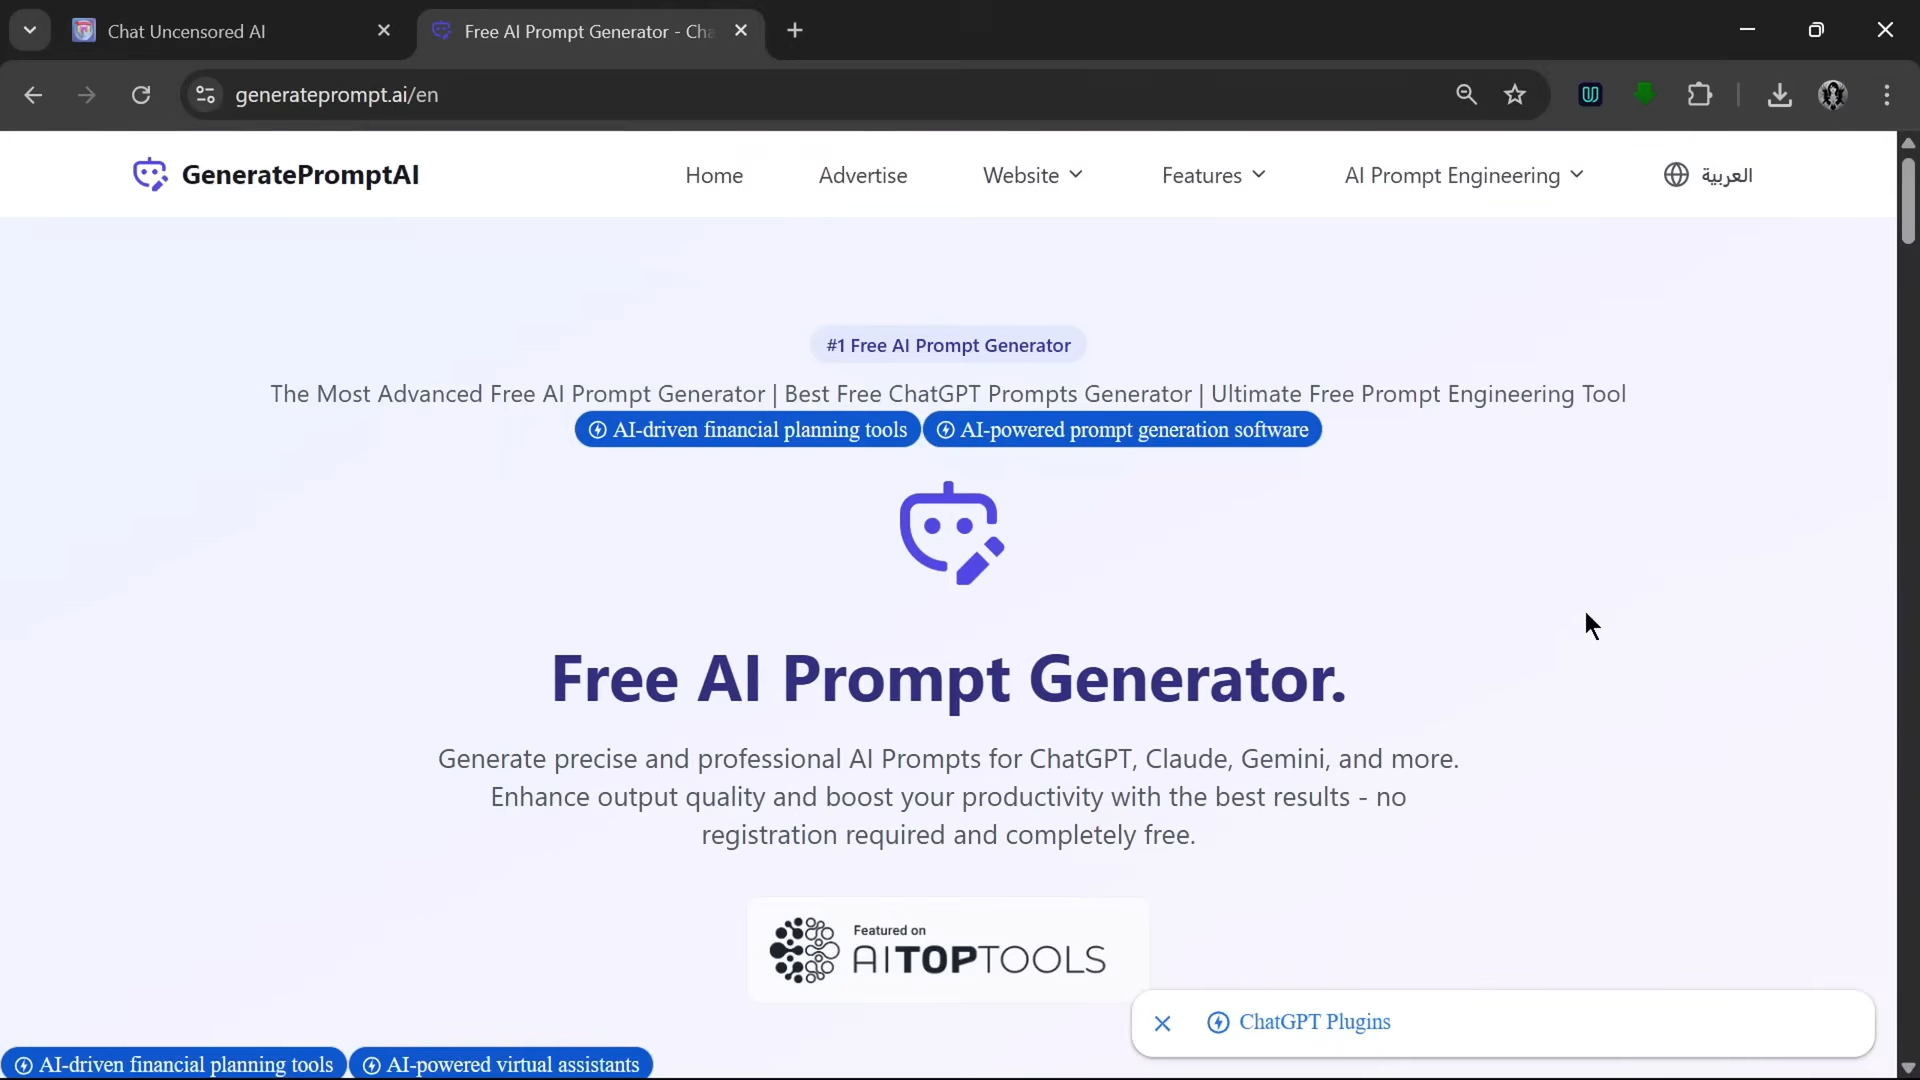 Chat Uncensored AI
Free AI Prompt Generator - Cha
generateprompt.ai/en
GeneratePromptAI
Home
Advertise
Website
Features
AI Prompt Engineering
العربية
#1 Free AI Prompt Generator
The Most Advanced Free AI Prompt Generator | Best Free ChatGPT Prompts Generator | Ultimate Free Prompt Engineering Tool
AI-driven financial planning tools
AI-powered prompt generation software
Free AI Prompt Generator.
Generate precise and professional AI Prompts for ChatGPT, Claude, Gemini, and more.
Enhance output quality and boost your productivity with the best results - no
registration required and completely free.
Featured on
AITOPTOOLS
ChatGPT Plugins
AI-driven financial planning tools
AI-powered virtual assistants